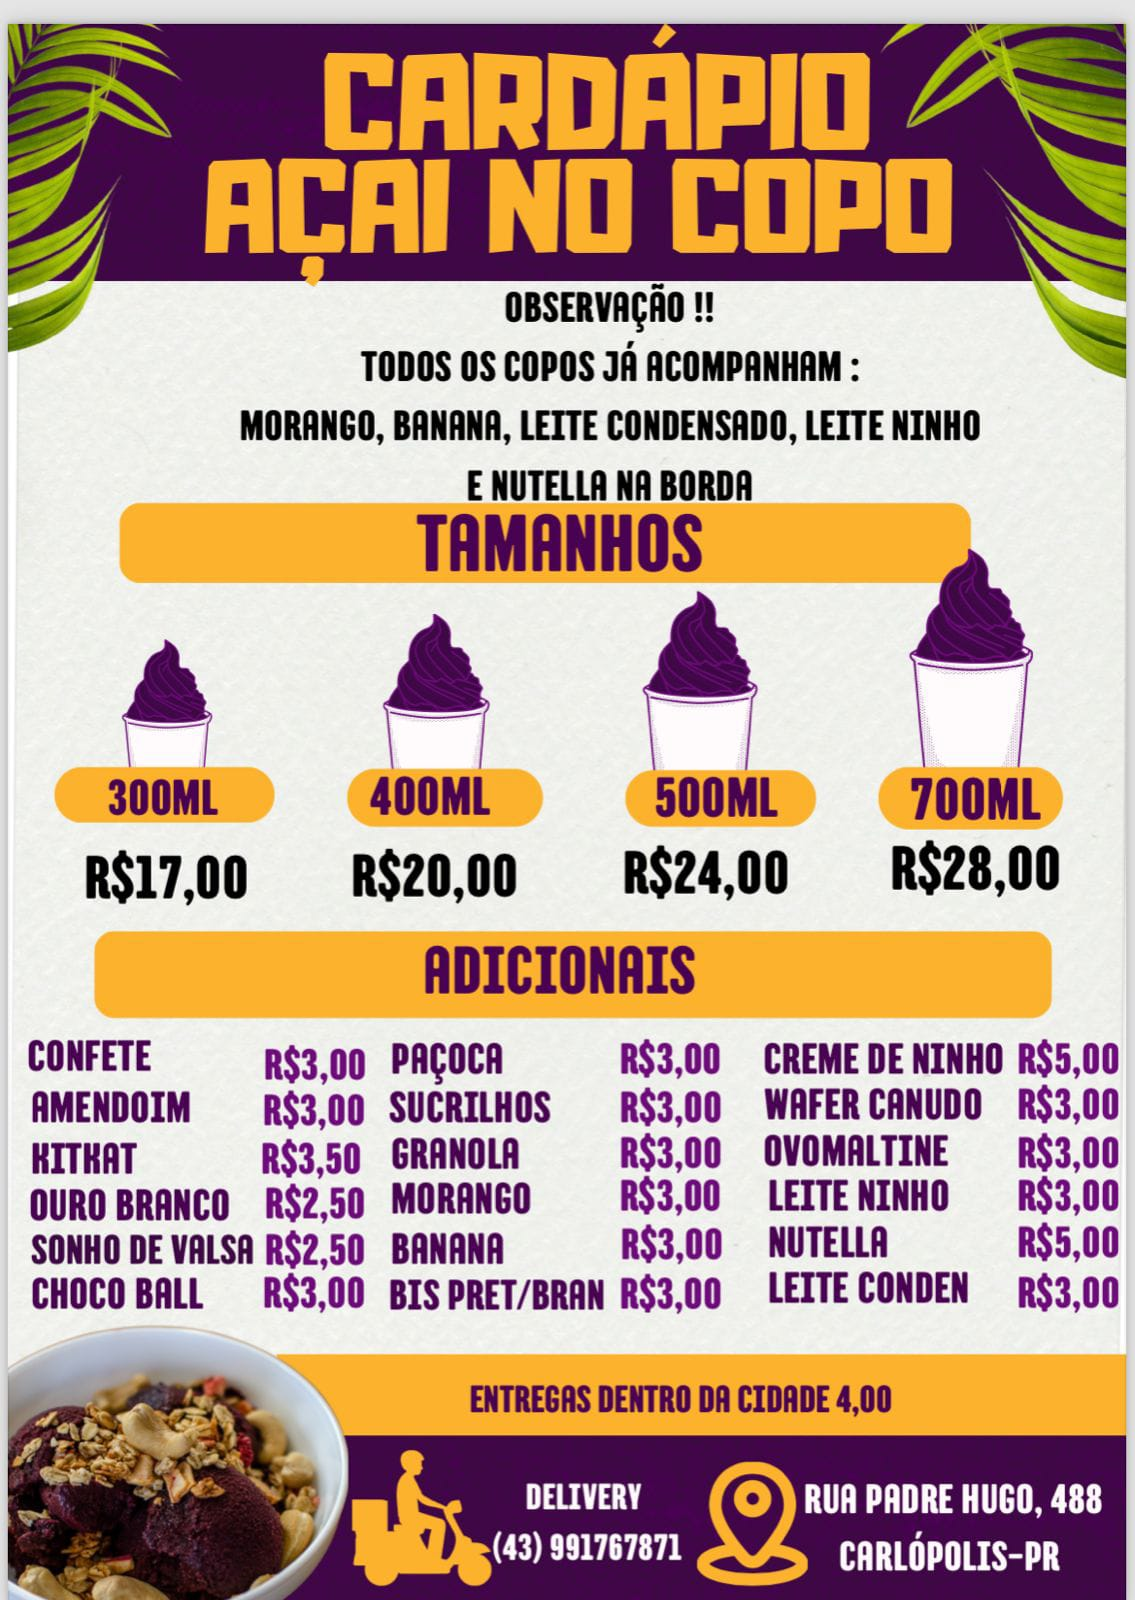 CARDÁPIO
AÇAI NO COPO
OBSERVAÇÃO !!
TODOS OS COPOS JÁ ACOMPANHAM :
MORANGO, BANANA, LEITE CONDENSADO, LEITE NINHO
E NUTELLA NA BORDA
TAMANHOS
300ML 400ML 500ML 700ML
R$17,00 R$20,00 R$24,00 R$28,00
ADICIONAIS
CONFETE R$3,00
AMENDOIM R$3,00
KITKAT R$3,50
OURO BRANCO R$2,50
SONHO DE VALSA R$2,50
CHOCO BALL R$3,00
PAÇOCA R$3,00
SUCRILHOS R$3,00
GRANOLA R$3,00
MORANGO R$3,00
BANANA R$3,00
BIS PRET/BRAN R$3,00
CREME DE NINHO R$5,00
WAFER CANUDO R$3,00
OVOMALTINE R$3,00
LEITE NINHO R$3,00
NUTELLA R$5,00
LEITE CONDEN R$3,00
ENTREGAS DENTRO DA CIDADE 4,00
DELIVERY
(43) 991767871
RUA PADRE HUGO, 488
CARLÓPOLIS-PR